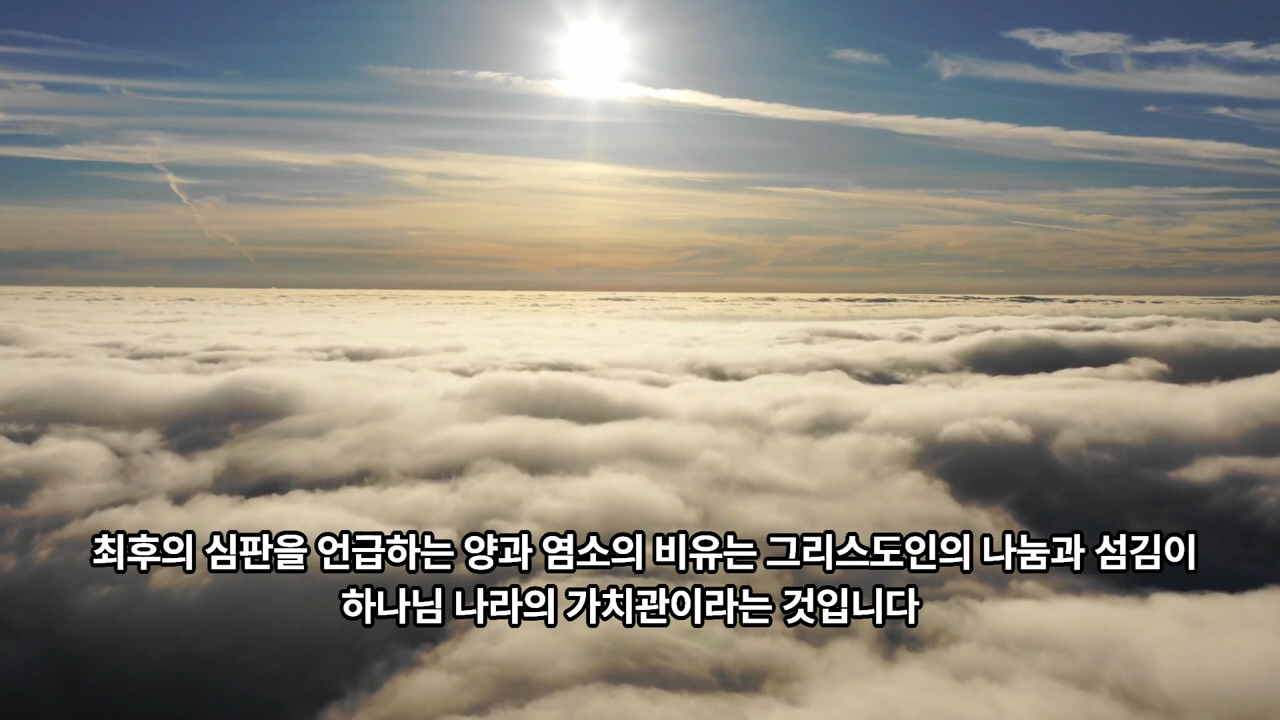 최후의 심판을 언급하는 양과 염소의 비유는 그리스도인의 나눔과 섬김이
하나님 나라의 가치관이라는 것입니다